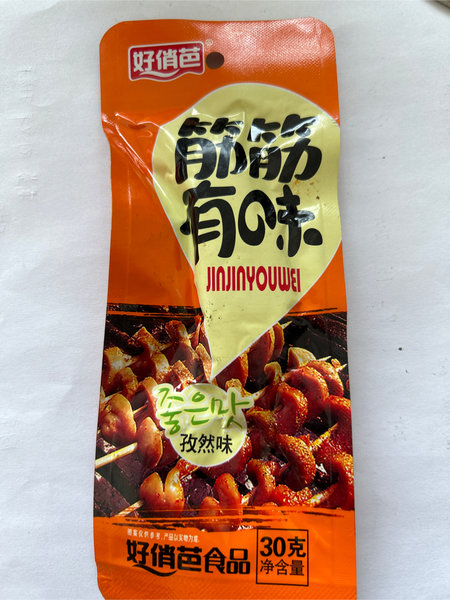 好俏芭
筋筋
有味
JINJINYOUWEI
좋은맛
孜然味
图案仅供参考,产品以实物为准.
好俏芭食品
30克
净含量